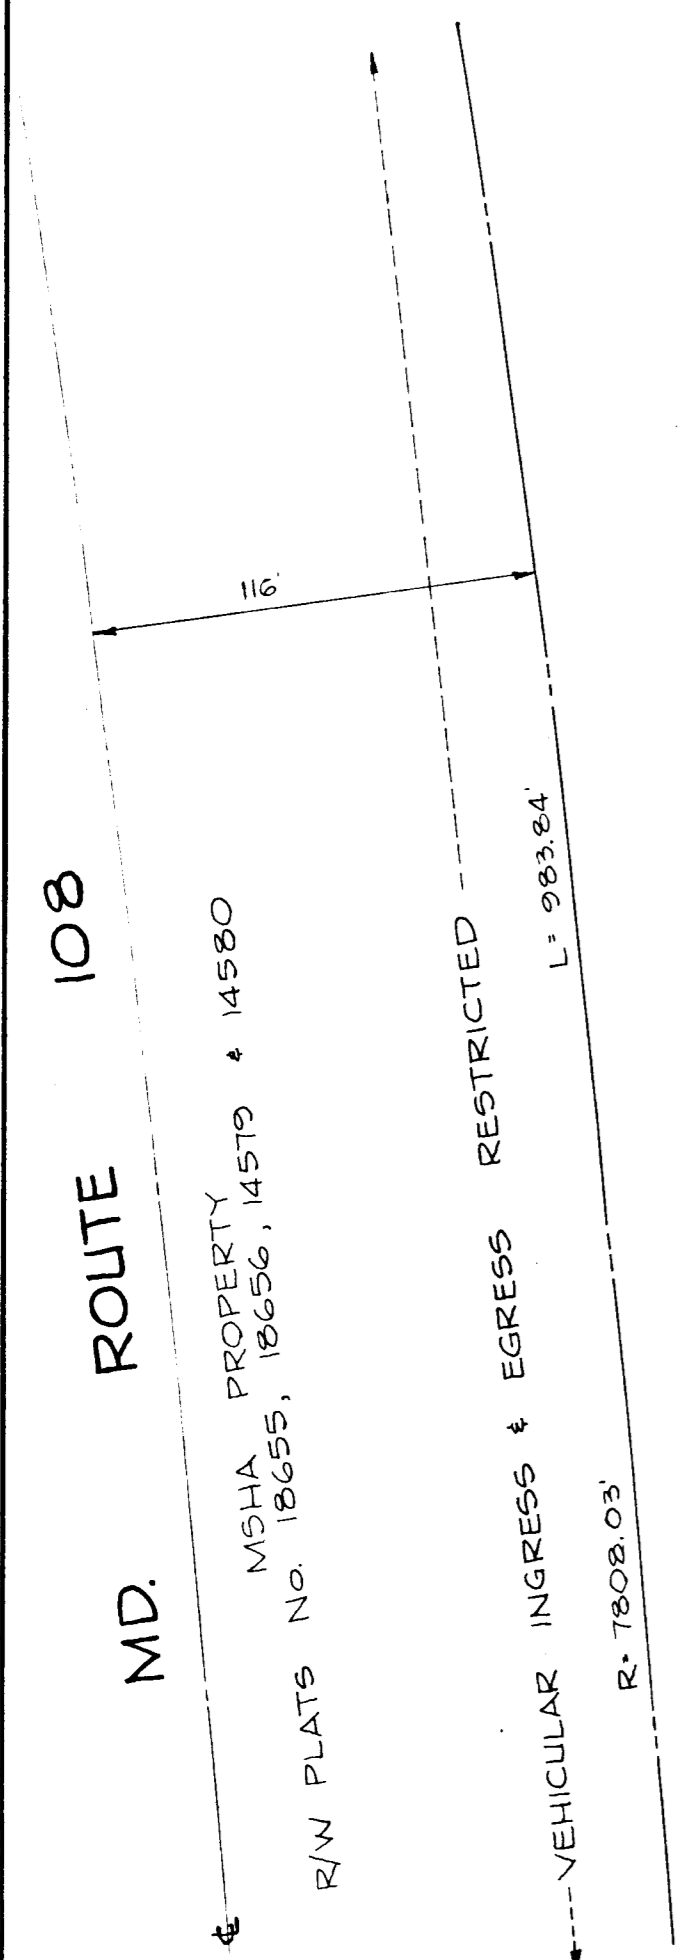 MD. ROUTE 108
116'
℄
MSHA PROPERTY
R/W PLATS No. 18655, 18656, 14579 & 14580
VEHICULAR INGRESS & EGRESS RESTRICTED
R= 7808.03' L= 983.84'